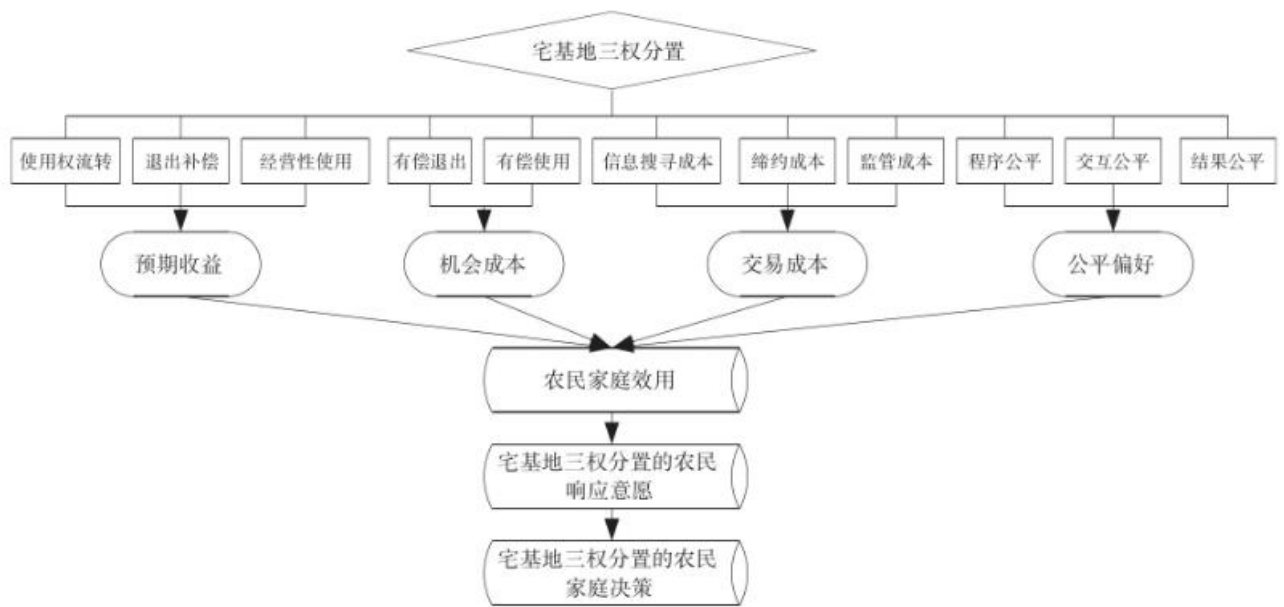 宅基地三权分置
使用权流转
退出补偿
经营性使用
有偿退出
有偿使用
信息搜寻成本
缔约成本
监管成本
程序公平
交互公平
结果公平
预期收益
机会成本
交易成本
公平偏好
农民家庭效用
宅基地三权分置的农民
响应意愿
宅基地三权分置的农民
家庭决策